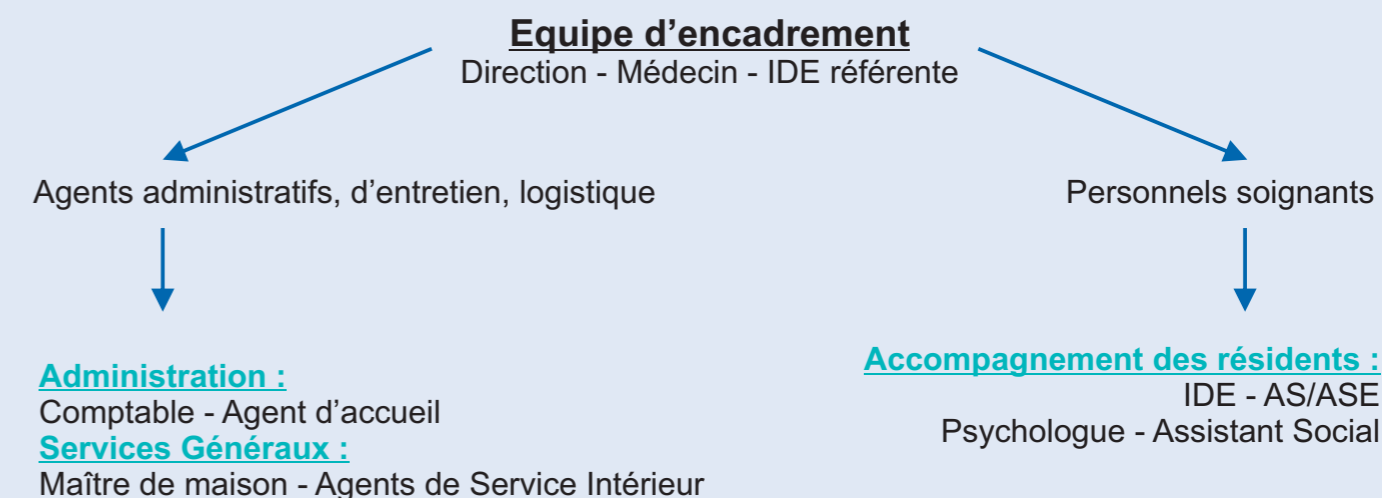 Equipe d’encadrement
Direction - Médecin - IDE référente
Agents administratifs, d’entretien, logistique
Personnels soignants
Administration :
Comptable - Agent d’accueil
Services Généraux :
Maître de maison - Agents de Service Intérieur
Accompagnement des résidents :
IDE - AS/ASE
Psychologue - Assistant Social